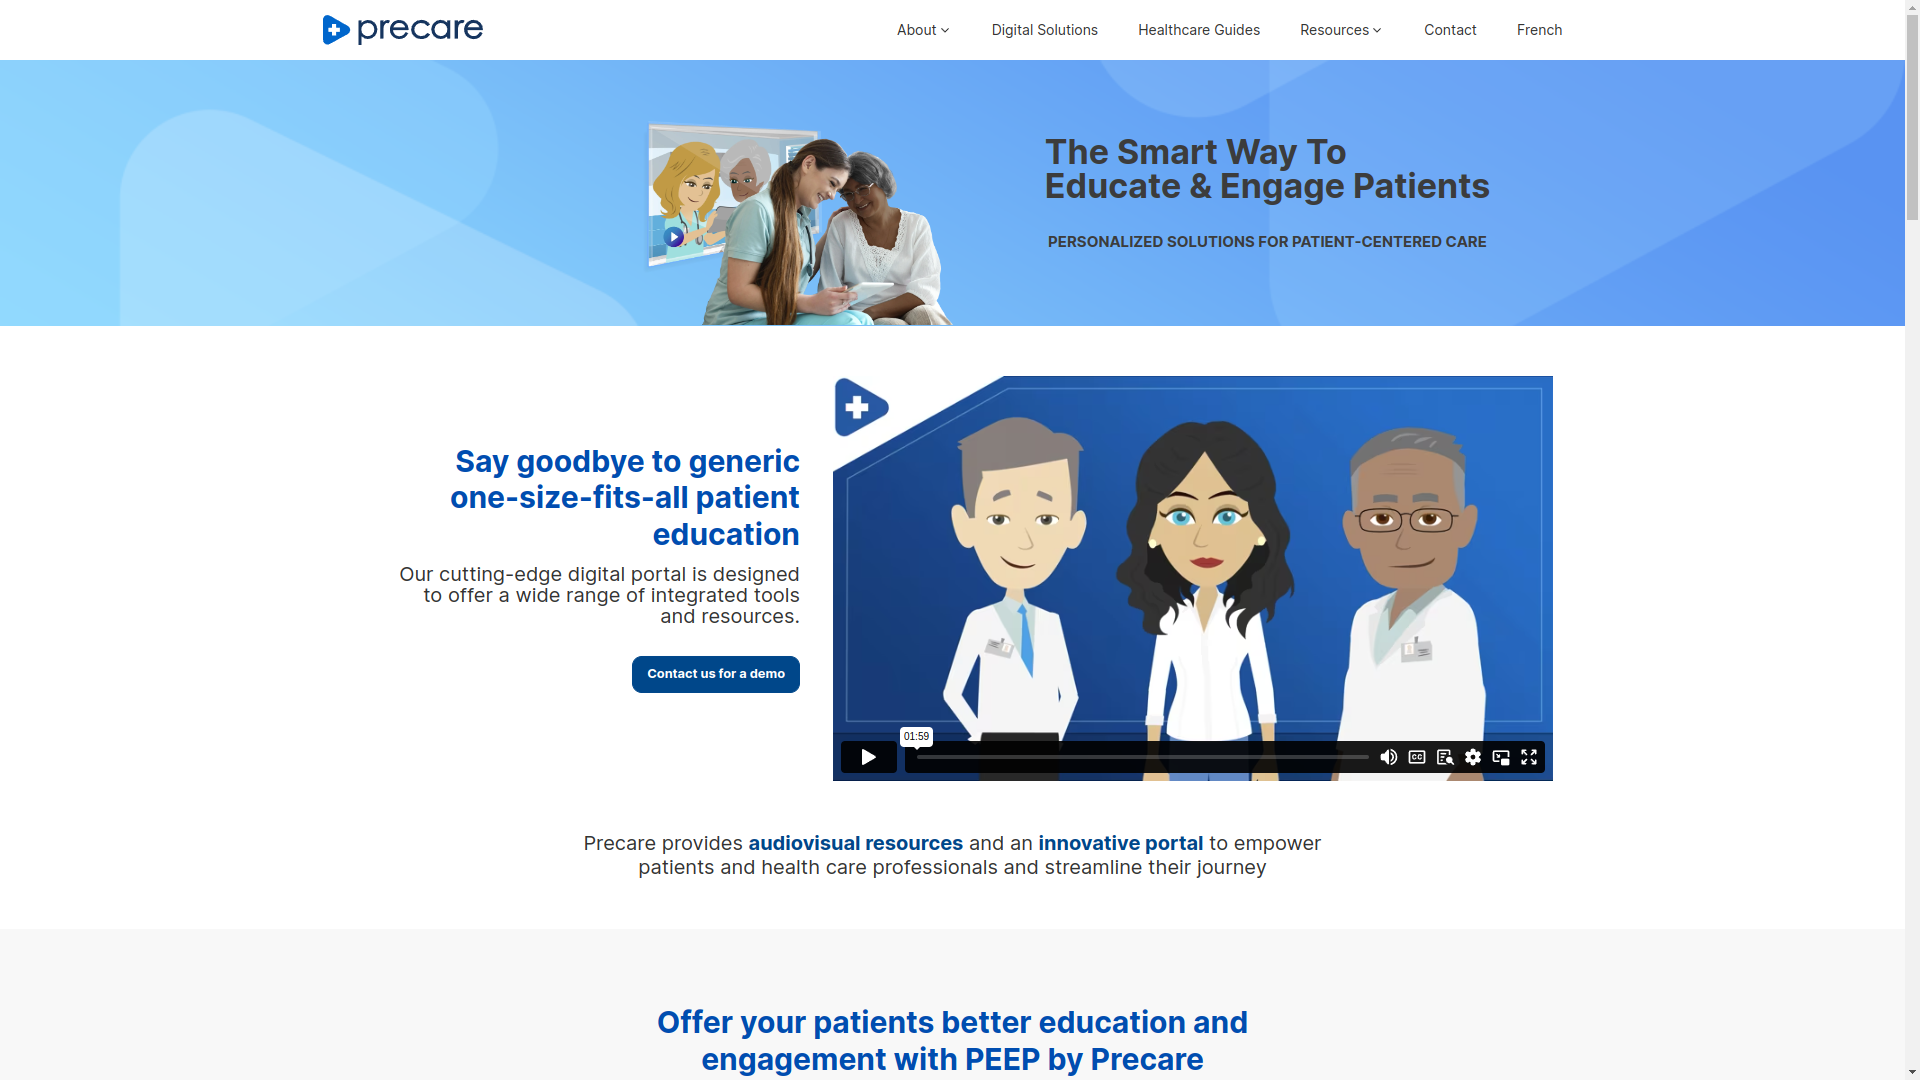 precare
About
Digital Solutions
Healthcare Guides
Resources
Contact
French
The Smart Way To
Educate & Engage Patients
PERSONALIZED SOLUTIONS FOR PATIENT-CENTERED CARE
Say goodbye to generic
one-size-fits-all patient
education
Our cutting-edge digital portal is designed
to offer a wide range of integrated tools
and resources.
Contact us for a demo
01:59
CC
Precare provides audiovisual resources and an innovative portal to empower
patients and health care professionals and streamline their journey
Offer your patients better education and
engagement with PEEP by Precare